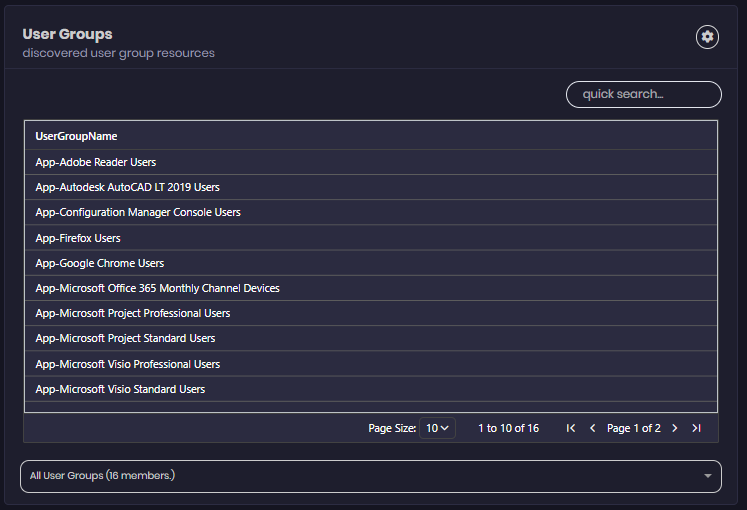 User Groups
discovered user group resources
quick search...
UserGroupName
App-Adobe Reader Users
App-Autodesk AutoCAD LT 2019 Users
App-Configuration Manager Console Users
App-Firefox Users
App-Google Chrome Users
App-Microsoft Office 365 Monthly Channel Devices
App-Microsoft Project Professional Users
App-Microsoft Project Standard Users
App-Microsoft Visio Professional Users
App-Microsoft Visio Standard Users
Page Size: 10 1 to 10 of 16 Page 1 of 2
All User Groups (16 members.)